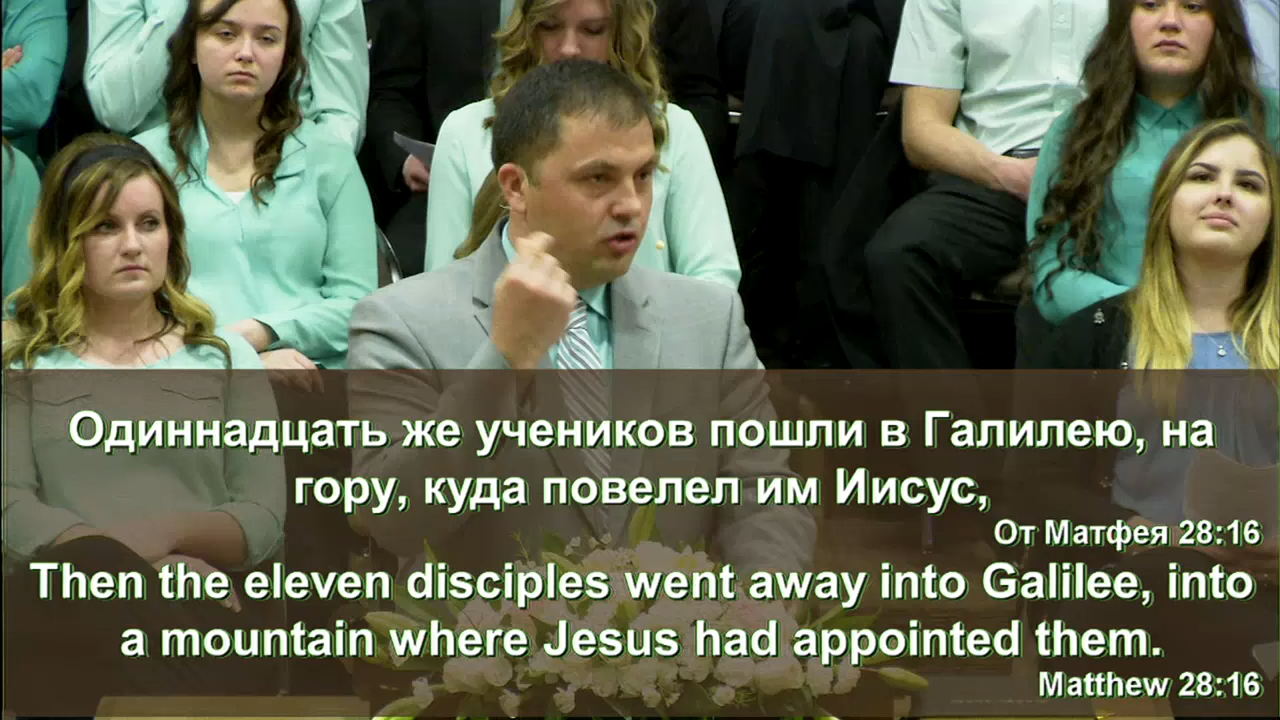 Одиннадцать же учеников пошли в Галилею, на
гору, куда повелел им Иисус,
От Матфея 28:16
Then the eleven disciples went away into Galilee, into
a mountain where Jesus had appointed them.
Matthew 28:16